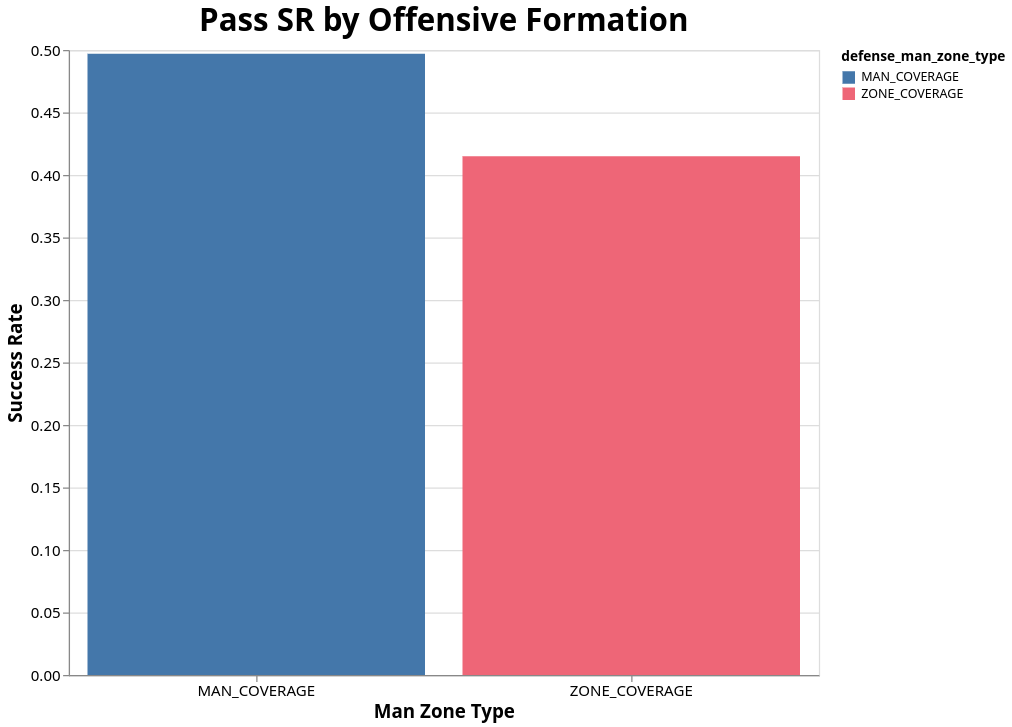 Pass SR by Offensive Formation
defense_man_zone_type
MAN_COVERAGE
ZONE_COVERAGE
Success Rate
0.50
0.45
0.40
0.35
0.30
0.25
0.20
0.15
0.10
0.05
0.00
MAN_COVERAGE
ZONE_COVERAGE
Man Zone Type